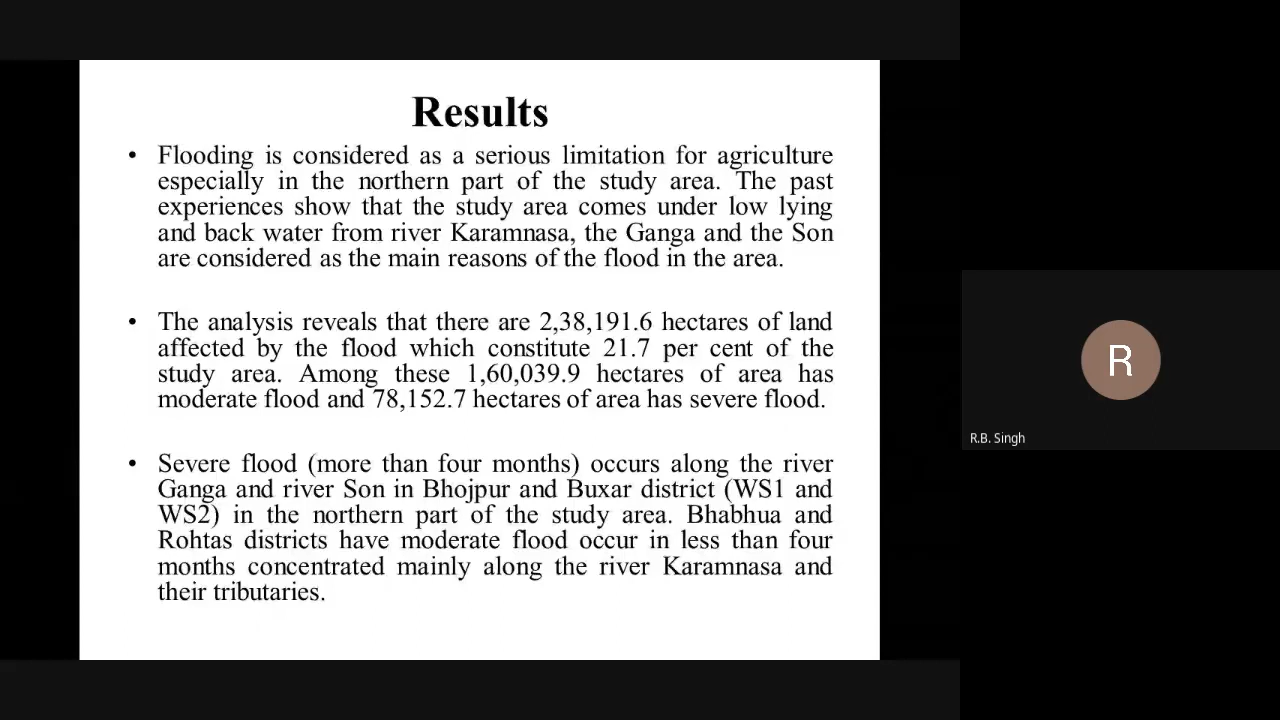 Results
• Flooding is considered as a serious limitation for agriculture
especially in the northern part of the study area. The past
experiences show that the study area comes under low lying
and back water from river Karamnasa, the Ganga and the Son
are considered as the main reasons of the flood in the area.
• The analysis reveals that there are 2,38,191.6 hectares of land
affected by the flood which constitute 21.7 per cent of the
study area. Among these 1,60,039.9 hectares of area has
moderate flood and 78,152.7 hectares of area has severe flood.
• Severe flood (more than four months) occurs along the river
Ganga and river Son in Bhojpur and Buxar district (WS1 and
WS2) in the northern part of the study area. Bhabhua and
Rohtas districts have moderate flood occur in less than four
months concentrated mainly along the river Karamnasa and
their tributaries.
R
R.B. Singh